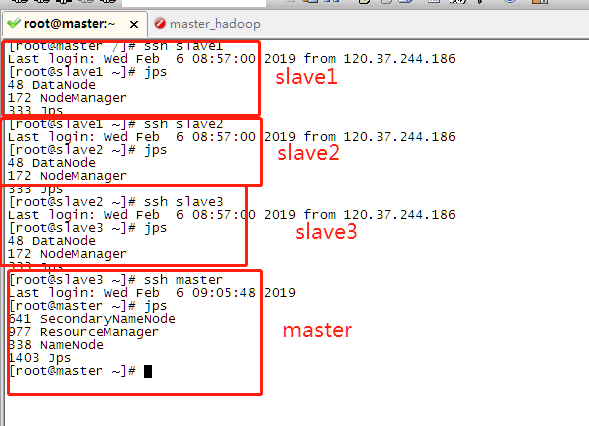 root@master:~ × master_hadoop
[root@master /]# ssh slave1
Last login: Wed Feb  6 08:57:00 2019 from 120.37.244.186
[root@slave1 ~]# jps
48 DataNode
172 NodeManager
333 Jps
slave1
[root@slave1 ~]# ssh slave2
Last login: Wed Feb  6 08:57:00 2019 from 120.37.244.186
[root@slave2 ~]# jps
48 DataNode
172 NodeManager
333 Jps
slave2
[root@slave2 ~]# ssh slave3
Last login: Wed Feb  6 08:57:00 2019 from 120.37.244.186
[root@slave3 ~]# jps
48 DataNode
172 NodeManager
333 Jps
slave3
[root@slave3 ~]# ssh master
Last login: Wed Feb  6 09:05:48 2019
[root@master ~]# jps
641 SecondaryNameNode
977 ResourceManager
338 NameNode
1403 Jps
[root@master ~]#
master